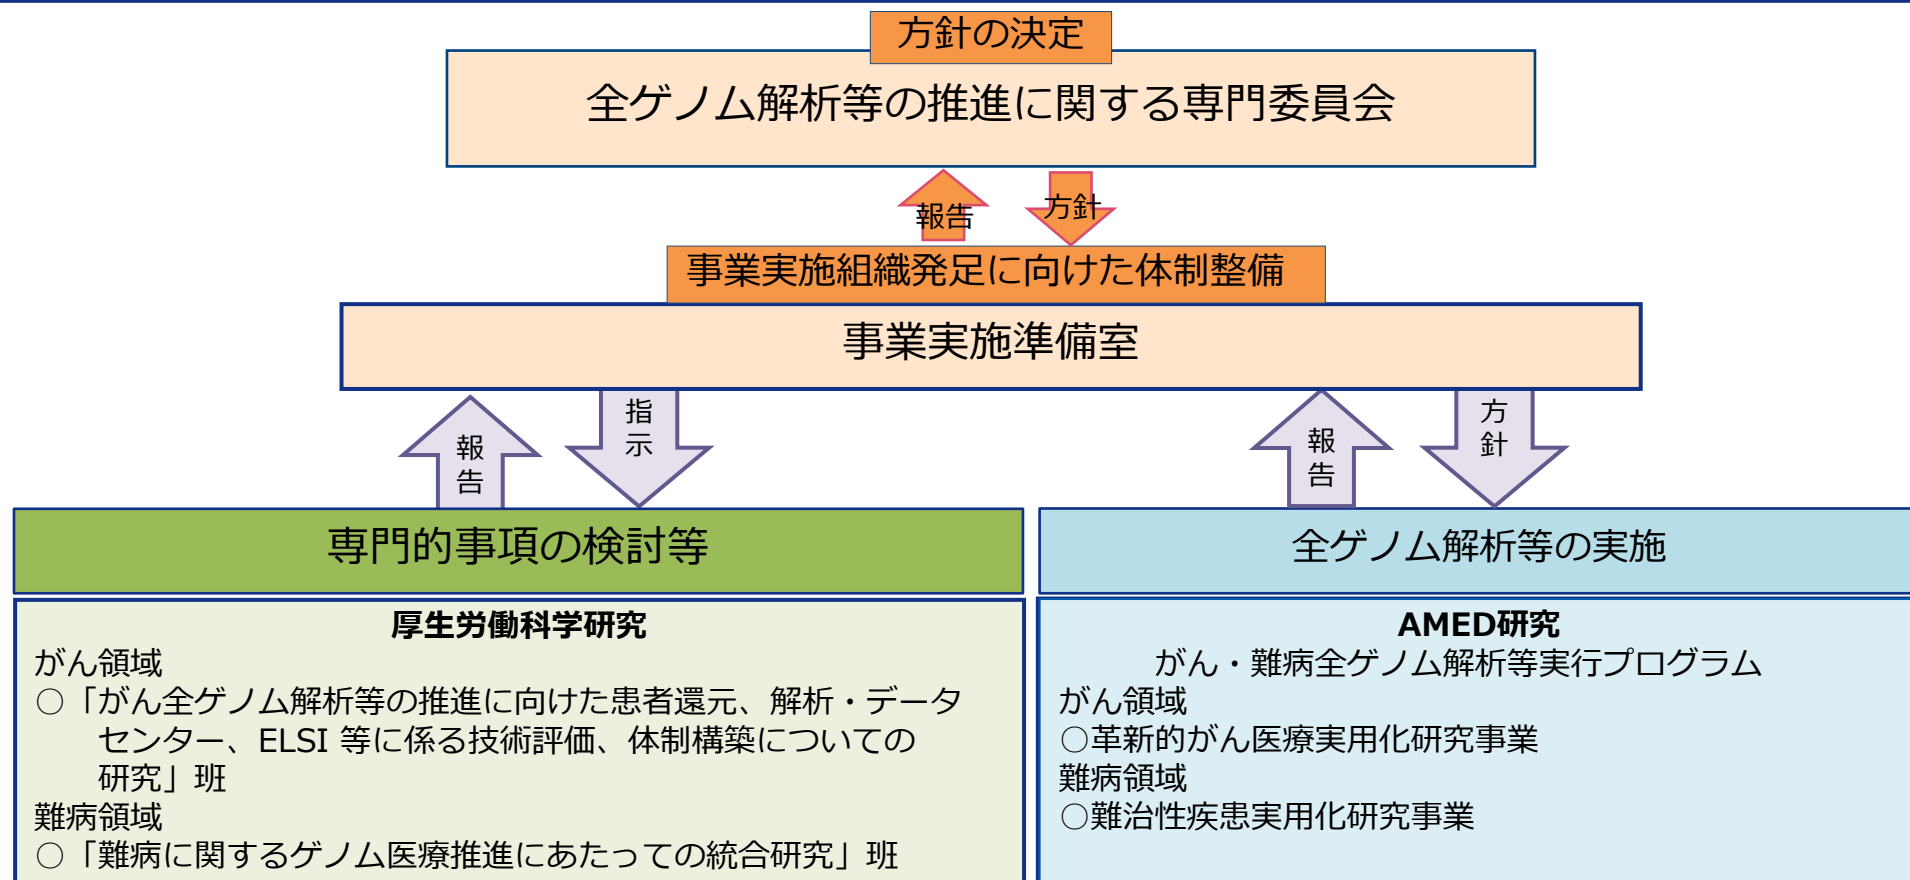 方針の決定
全ゲノム解析等の推進に関する専門委員会
報告
方針
事業実施組織発足に向けた体制整備
事業実施準備室
報告
指示
報告
方針
専門的事項の検討等
厚生労働科学研究
がん領域
○「がん全ゲノム解析等の推進に向けた患者還元、解析・データ
センター、ELSI 等に係る技術評価、体制構築についての
研究」班
難病領域
○「難病に関するゲノム医療推進にあたっての統合研究」班
全ゲノム解析等の実施
AMED研究
がん・難病全ゲノム解析等実行プログラム
がん領域
○革新的がん医療実用化研究事業
難病領域
○難治性疾患実用化研究事業